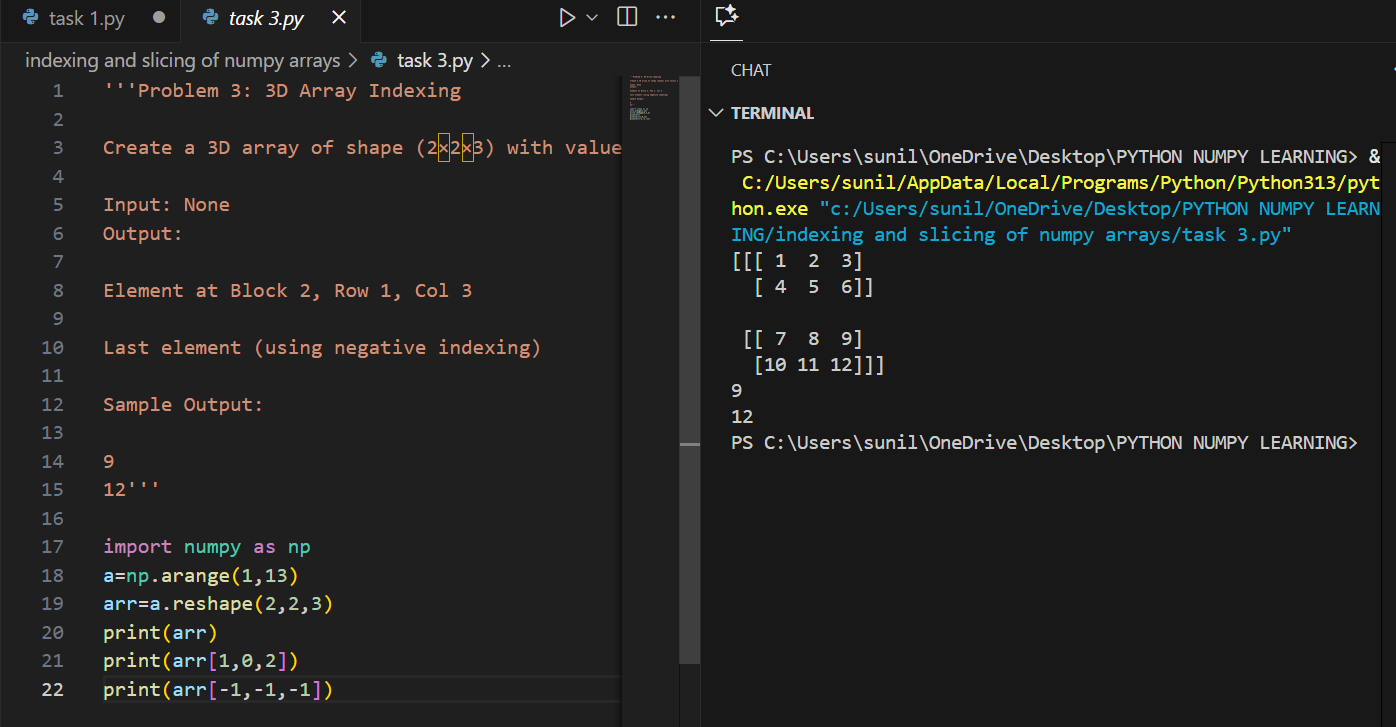 task 1.py
task 3.py
indexing and slicing of numpy arrays > task 3.py > ...
1 '''Problem 3: 3D Array Indexing
2
3 Create a 3D array of shape (2×2×3) with value
4
5 Input: None
6 Output:
7
8 Element at Block 2, Row 1, Col 3
9
10 Last element (using negative indexing)
11
12 Sample Output:
13
14 9
15 12'''
16
17 import numpy as np
18 a=np.arange(1,13)
19 arr=a.reshape(2,2,3)
20 print(arr)
21 print(arr[1,0,2])
22 print(arr[-1,-1,-1])
CHAT
TERMINAL
PS C:\Users\sunil\OneDrive\Desktop\PYTHON NUMPY LEARNING> &
C:/Users/sunil/AppData/Local/Programs/Python/Python313/pyt
hon.exe "c:/Users/sunil/OneDrive/Desktop/PYTHON NUMPY LEARN
ING/indexing and slicing of numpy arrays/task 3.py"
[[[ 1  2  3]
  [ 4  5  6]]

 [[ 7  8  9]
  [10 11 12]]]
9
12
PS C:\Users\sunil\OneDrive\Desktop\PYTHON NUMPY LEARNING>